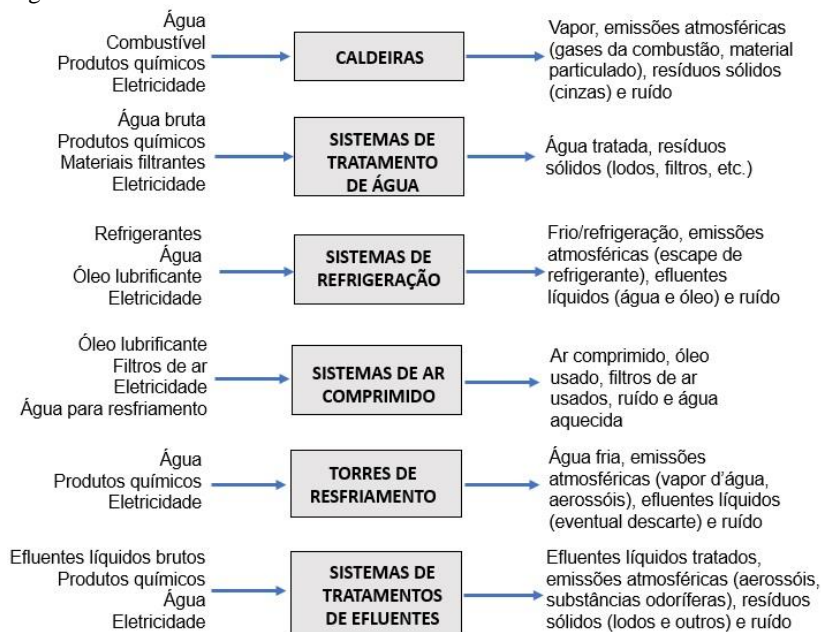 Água
Combustível
Produtos químicos
Eletricidade
CALDEIRAS
Vapor, emissões atmosféricas
(gases da combustão, material
particulado), resíduos sólidos
(cinzas) e ruído
Água bruta
Produtos químicos
Materiais filtrantes
Eletricidade
SISTEMAS DE
TRATAMENTO
DE ÁGUA
Água tratada, resíduos
sólidos (lodos, filtros, etc.)
Refrigerantes
Água
Óleo lubrificante
Eletricidade
SISTEMAS DE
REFRIGERAÇÃO
Frio/refrigeração, emissões
atmosféricas (escape de
refrigerante), efluentes
líquidos (água e óleo) e ruído
Óleo lubrificante
Filtros de ar
Eletricidade
Água para resfriamento
SISTEMAS DE AR
COMPRIMIDO
Ar comprimido, óleo
usado, filtros de ar
usados, ruído e água
aquecida
Água
Produtos químicos
Eletricidade
TORRES DE
RESFRIAMENTO
Água fria, emissões
atmosféricas (vapor d’água,
aerossóis), efluentes líquidos
(eventual descarte) e ruído
Efluentes líquidos brutos
Produtos químicos
Água
Eletricidade
SISTEMAS DE
TRATAMENTOS
DE EFLUENTES
Efluentes líquidos tratados,
emissões atmosféricas (aerossóis,
substâncias odoríferas), resíduos
sólidos (lodos e outros) e ruído